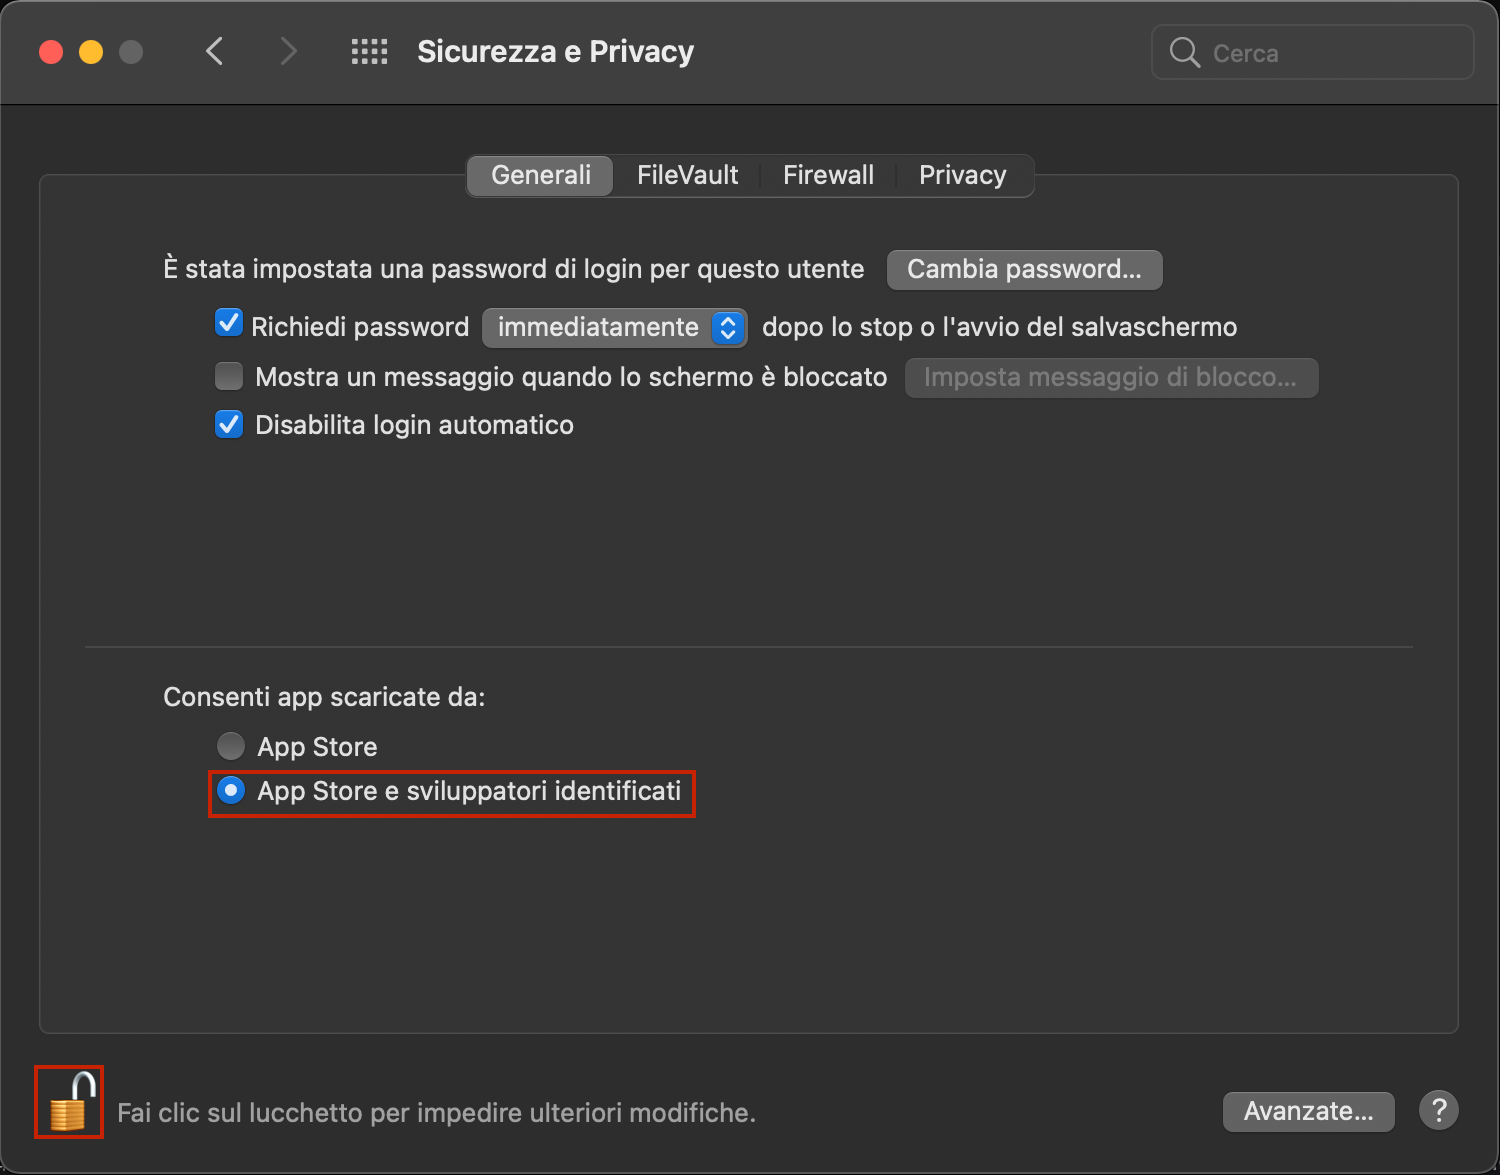 Sicurezza e Privacy
Cerca
Generali FileVault Firewall Privacy
È stata impostata una password di login per questo utente Cambia password...
Richiedi password immediatamente dopo lo stop o l'avvio del salvaschermo
Mostra un messaggio quando lo schermo è bloccato Imposta messaggio di blocco...
Disabilita login automatico
Consenti app scaricate da:
App Store
App Store e sviluppatori identificati
Fai clic sul lucchetto per impedire ulteriori modifiche.
Avanzate... ?